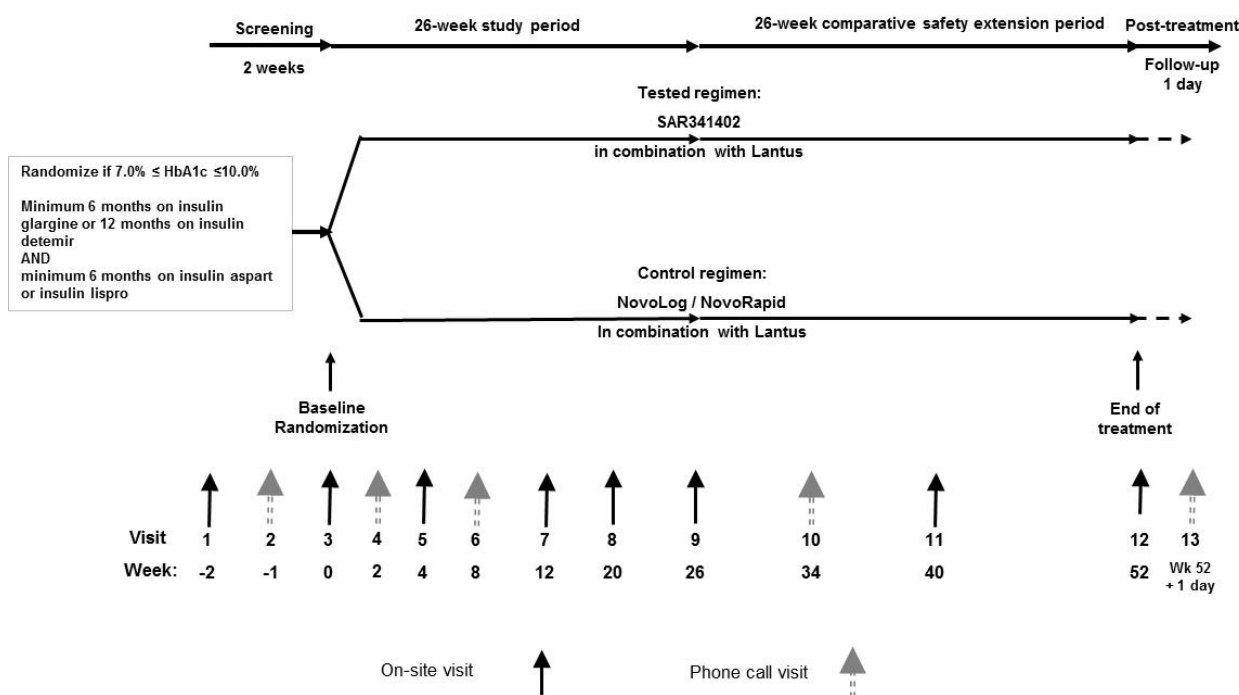 Screening
26-week study period
26-week comparative safety extension period
Post-treatment
2 weeks
Follow-up
1 day
Tested regimen:
SAR341402
in combination with Lantus
Randomize if 7.0% ≤ HbA1c ≤10.0%
Minimum 6 months on insulin
glargine or 12 months on insulin
detemir
AND
minimum 6 months on insulin aspart
or insulin lispro
Control regimen:
NovoLog / NovoRapid
In combination with Lantus
Baseline
Randomization
End of
treatment
Visit 1 2 3 4 5 6 7 8 9 10 11 12 13
Week: -2 -1 0 2 4 8 12 20 26 34 40 52 Wk 52
+ 1 day
On-site visit
Phone call visit